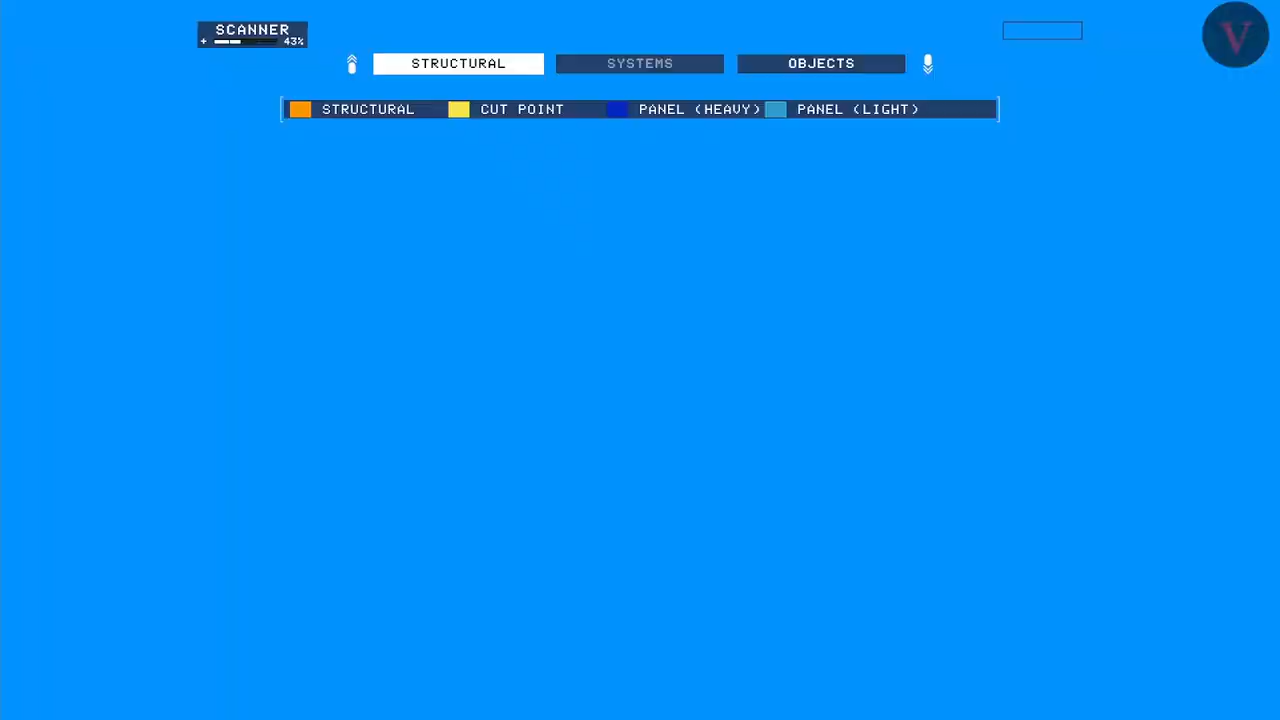 SCANNER
+ 43%
STRUCTURAL SYSTEMS OBJECTS
STRUCTURAL CUT POINT PANEL (HEAVY) PANEL (LIGHT)
V